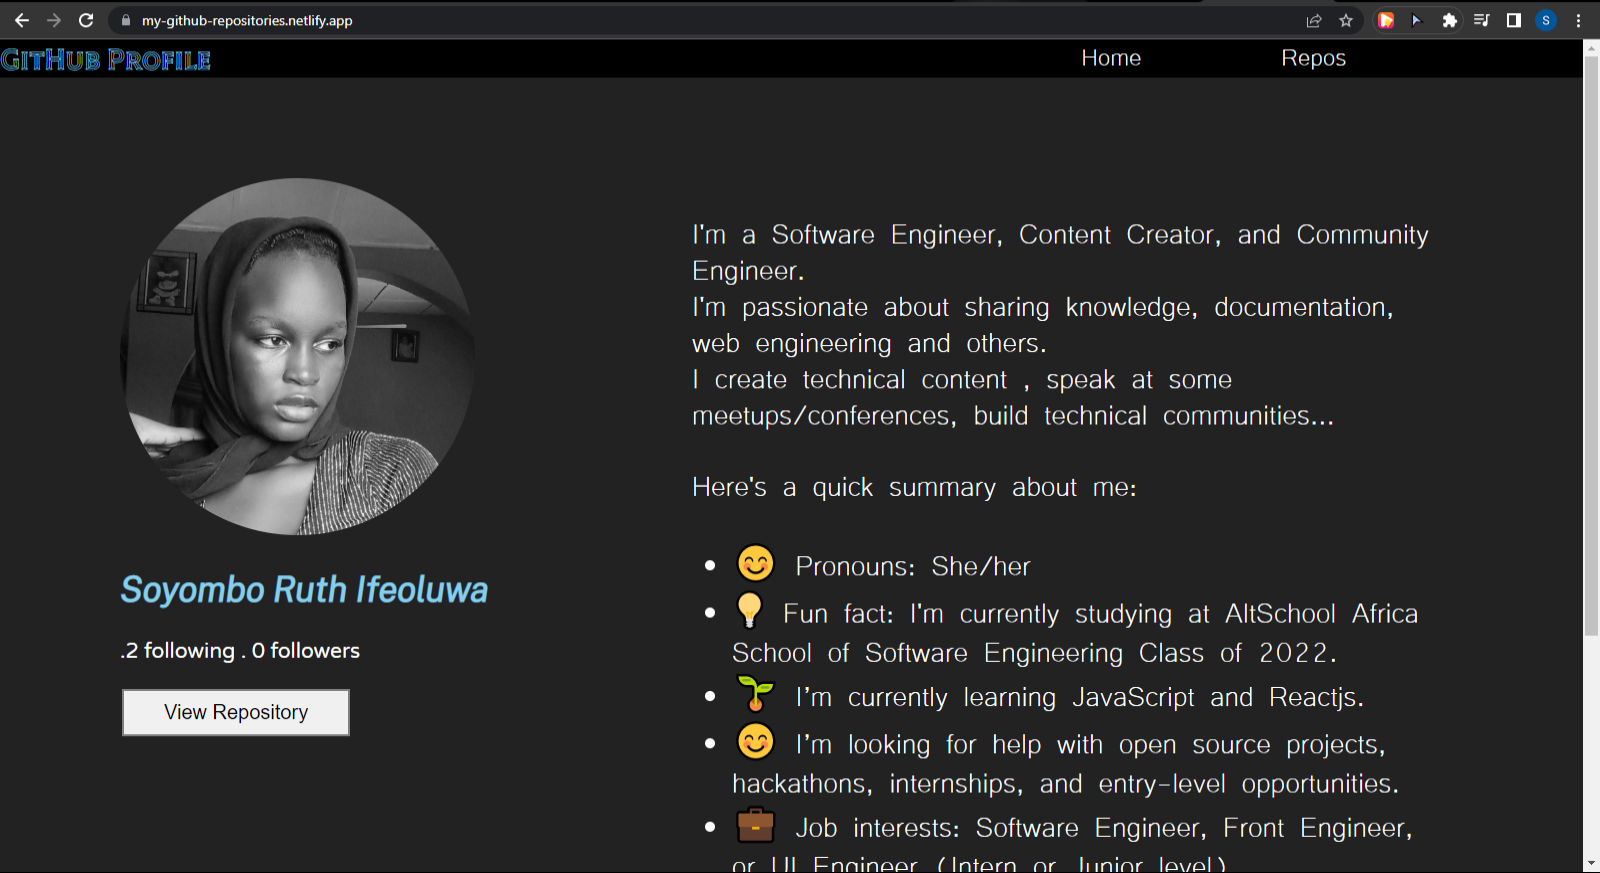 my-github-repositories.netlify.app
S
GitHub Profile
Home
Repos
I'm a Software Engineer, Content Creator, and Community
Engineer.
I'm passionate about sharing knowledge, documentation,
web engineering and others.
I create technical content , speak at some
meetups/conferences, build technical communities...
Here's a quick summary about me:
Pronouns: She/her
Fun fact: I'm currently studying at AltSchool Africa
School of Software Engineering Class of 2022.
I’m currently learning JavaScript and Reactjs.
I’m looking for help with open source projects,
hackathons, internships, and entry-level opportunities.
Job interests: Software Engineer, Front Engineer,
or UI Engineer (Intern or Junior level)
Soyombo Ruth Ifeoluwa
.2 following . 0 followers
View Repository